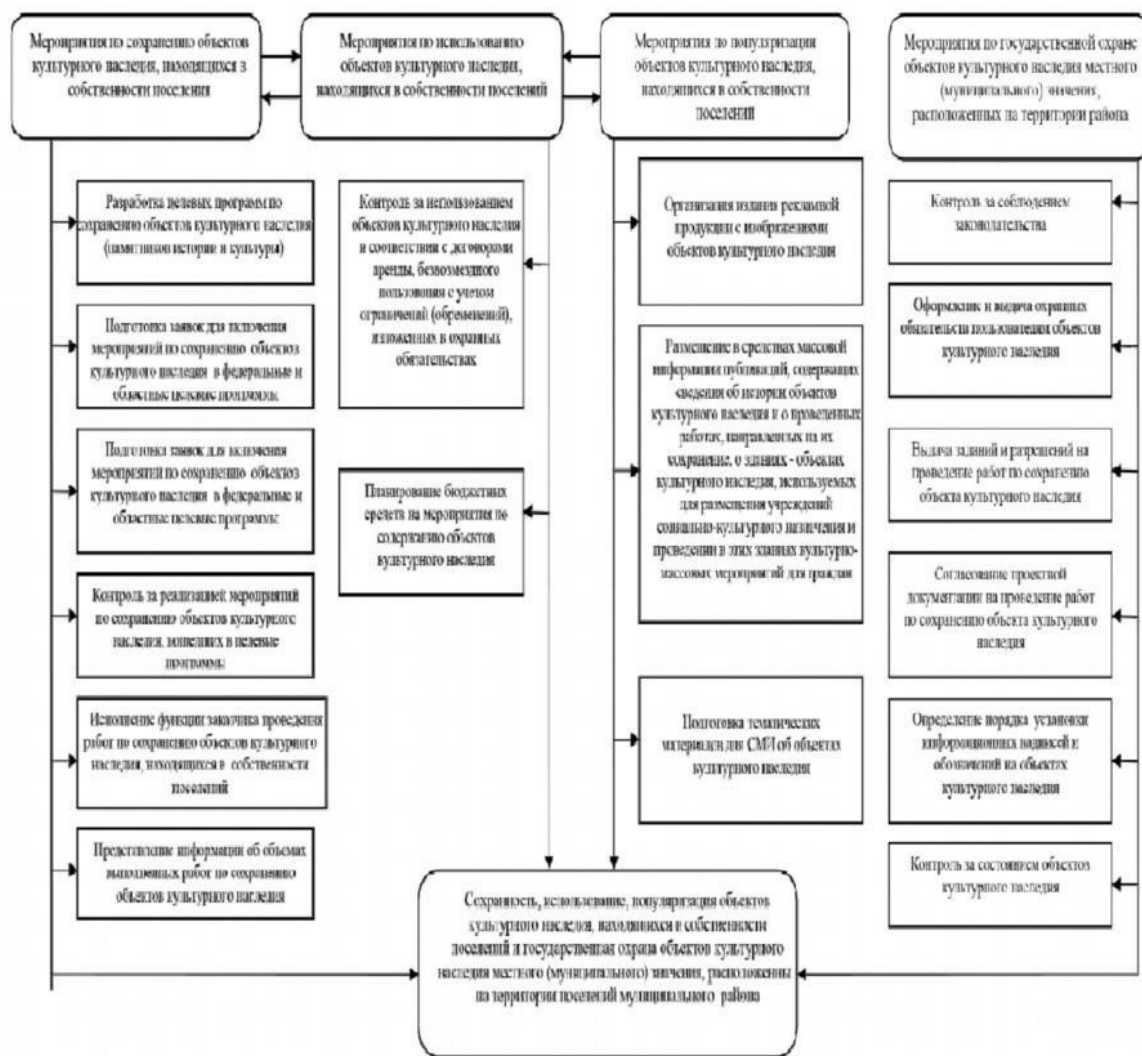 Мероприятия по сохранению объектов
культурного наследия, находящихся в
собственности поселения
Мероприятия по использованию
объектов культурного наследия,
находящихся в собственности поселений
Мероприятия по популяризации
объектов культурного наследия,
находящихся в собственности
поселений
Мероприятия по государственной охране
объектов культурного наследия местного
(муниципального) значения,
расположенных на территории района
Разработка целевых программ по
сохранению объектов культурного наследия
(памятников истории и культуры)
Подготовка заявок для включения
мероприятий по сохранению объектов
культурного наследия в федеральные и
областные целевые программы
Подготовка заявок для включения
мероприятий по сохранению объектов
культурного наследия в федеральные и
областные целевые программы
Контроль за реализацией мероприятий
по сохранению объектов культурного
наследия, вошедших в целевые
программы
Исполнение функции заказчика проведения
работ по сохранению объектов культурного
наследия, находящихся в собственности
поселений
Представление информации об объемах
выполненных работ по сохранению
объектов культурного наследия
Контроль за использованием
объектов культурного наследия
в соответствии с договорами
аренды, безвозмездного
пользования с учетом
ограничений (обременений),
изложенных в охранных
обязательствах
Планирование бюджетных
средств на мероприятия по
содержанию объектов
культурного наследия
Организация издания рекламной
продукции с изображениями
объектов культурного наследия
Размещение в средствах массовой
информации публикаций, содержащих
сведения об истории объектов
культурного наследия и о проведенных
работах, направленных на их
сохранение, о зданиях - объектах
культурного наследия, используемых
для размещения учреждений
социально-культурного назначения и
проведении в этих зданиях культурно-
массовых мероприятий для граждан
Подготовка тематических
материалов для СМИ об объектах
культурного наследия
Контроль за соблюдением
законодательства
Оформление и выдача охранных
обязательств пользователям объектов
культурного наследия
Выдача заданий и разрешений на
проведение работ по сохранению
объекта культурного наследия
Согласование проектной
документации на проведение работ
по сохранению объекта культурного
наследия
Определение порядка установки
информационных надписей и
обозначений на объектах
культурного наследия
Контроль за состоянием объектов
культурного наследия
Сохранность, использование, популяризация объектов
культурного наследия, находящихся в собственности
поселений и государственная охрана объектов культурного
наследия местного (муниципального) значения, расположенны
на территории поселений муниципального района